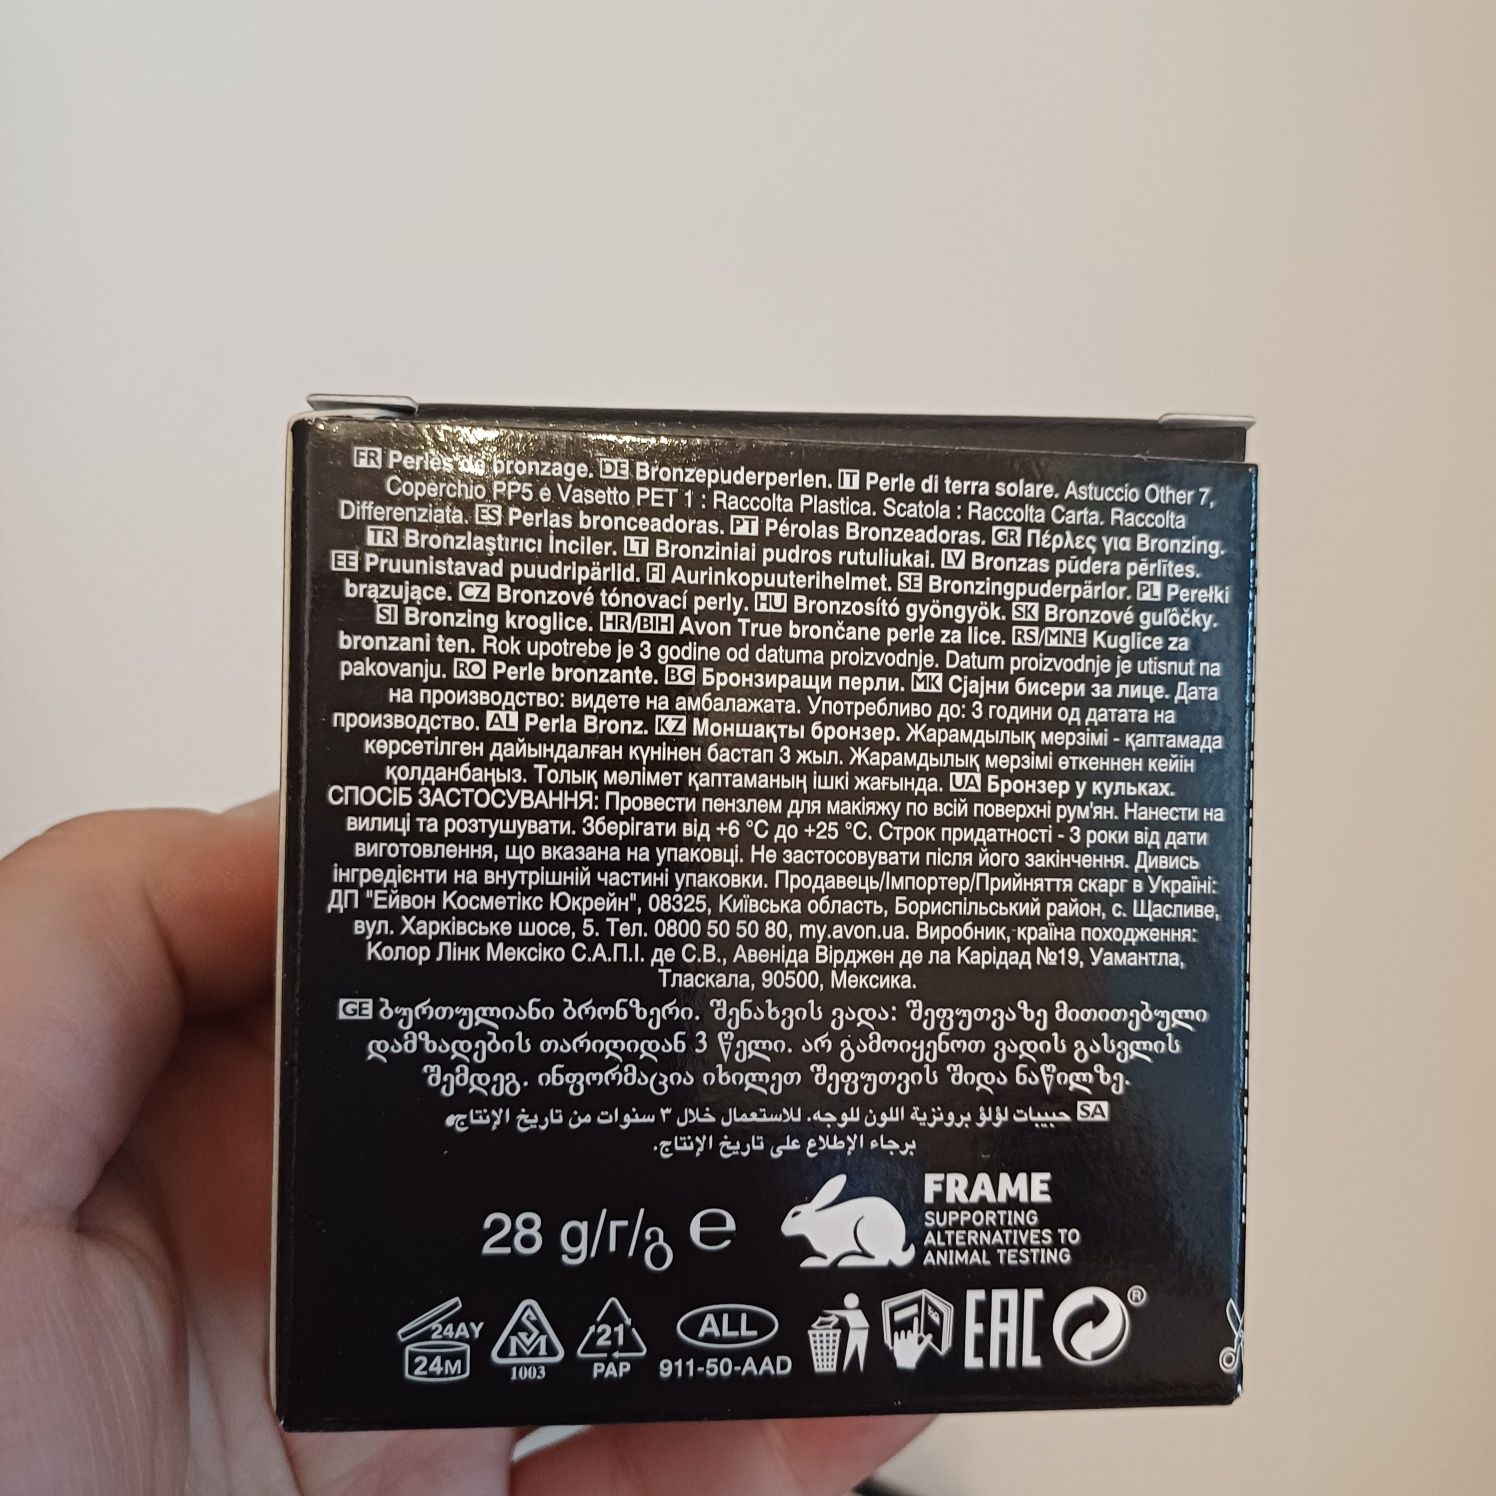 FR Perles de bronzage. DE Bronzepuderperlen. IT Perle di terra solare. Astuccio Other 7,
Coperchio PP5 e Vasetto PET 1 : Raccolta Plastica. Scatola : Raccolta Carta. Raccolta
Differenziata. ES Perlas bronceadoras. PT Pérolas Bronzeadoras. GR Πέρλες για Bronzing.
TR Bronzlaştırıcı İnciler. LT Bronziniai pudros rutuliukai. LV Bronzas pūdera pērlītes.
EE Pruunistavad puudripärlid. FI Aurinkopuuterihelmet. SE Bronzingpuderpärlor. PL Perełki
brązujące. CZ Bronzové tónovací perly. HU Bronzosító gyöngyök. SK Bronzové guľôčky.
SI Bronzing kroglice. HR/BIH Avon True brončane perle za lice. RS/MNE Kuglice za
bronzani ten. Rok upotrebe je 3 godine od datuma proizvodnje. Datum proizvodnje je utisnut na
pakovanju. RO Perle bronzante. BG Бронзиращи перли. MK Сјајни бисери за лице. Дата
на производство: видете на амбалажата. Употребливо до: 3 години од датата на
производство. AL Perla Bronz. KZ Моншақты бронзер. Жарамдылық мерзімі - қаптамада
көрсетілген дайындалған күнінен бастап 3 жыл. Жарамдылық мерзімі өткеннен кейін
қолданбаңыз. Толық мәлімет қаптаманың ішкі жағында. UA Бронзер у кульках.
СПОСІБ ЗАСТОСУВАННЯ: Провести пензлем для макіяжу по всій поверхні рум'ян. Нанести на
вилиці та розтушувати. Зберігати від +6 °C до +25 °C. Строк придатності - 3 роки від дати
виготовлення, що вказана на упаковці. Не застосовувати після його закінчення. Дивись
інгредієнти на внутрішній частині упаковки. Продавець/Імпортер/Прийняття скарг в Україні:
ДП "Ейвон Косметікс Юкрейн", 08325, Київська область, Бориспільський район, с. Щасливе,
вул. Харківське шосе, 5. Тел. 0800 50 50 80, my.avon.ua. Виробник, країна походження:
Колор Лінк Мексіко С.А.П.І. де С.В., Авеніда Вірджен де ла Карідад №19, Уамантла,
Тласкала, 90500, Мексика.
GE ბურთულიანი ბრონზერი. შენახვის ვადა: შეფუთვაზე მითითებული
დამზადების თარიღიდან 3 წელი. არ გამოიყენოთ ვადის გასვლის
შემდეგ. ინფორმაცია იხილეთ შეფუთვის შიდა ნაწილზე.
SA حبيبات لؤلؤ برونزية اللون للوجه. للاستعمال خلال ٣ سنوات من تاريخ الإنتاج.
برجاء الإطلاع على تاريخ الإنتاج.
28 g/г/გ e
FRAME
SUPPORTING
ALTERNATIVES TO
ANIMAL TESTING
24AY
24M
SM
1003
21
PAP
ALL
911-50-AAD
EAC
®